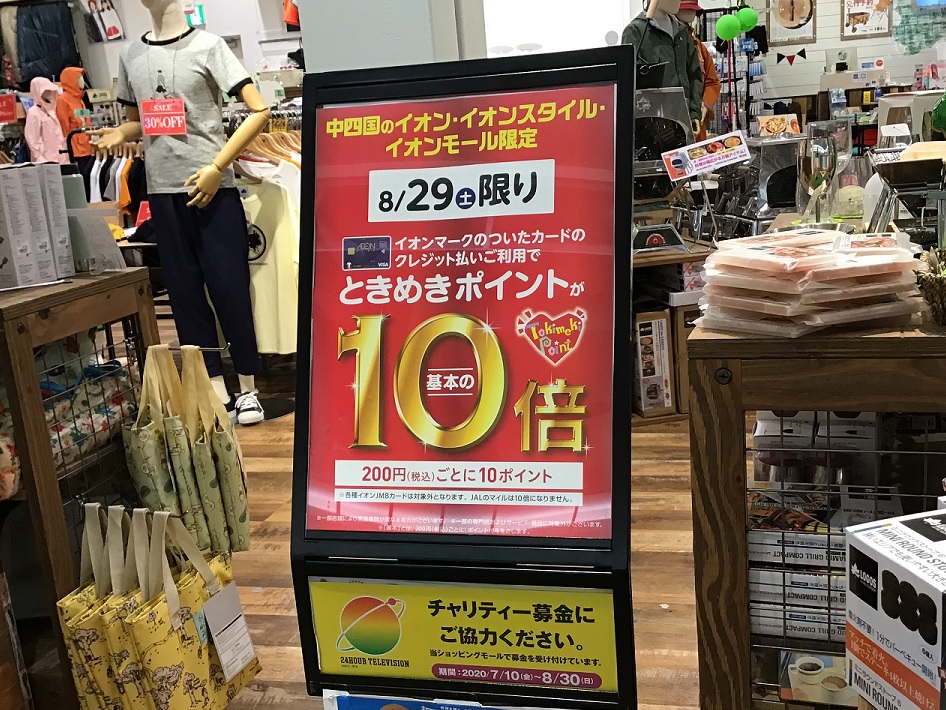 中四国のイオン・イオンスタイル・
イオンモール限定
8/29土限り
イオンマークのついたカードの
クレジット払いご利用で
ときめきポイントが
Tokimeki
Point
基本の
10倍
200円(税込)ごとに10ポイント
※各種イオンJMBカードは対象外となります。JALのマイルは10倍になりません。
チャリティー募金に
ご協力ください。
当ショッピングモールで募金を受け付けています。
期間:2020/7/10(金)~8/30(日)
24HOUR TELEVISION
SALE
30%OFF
AEON
VISA
LOGOS